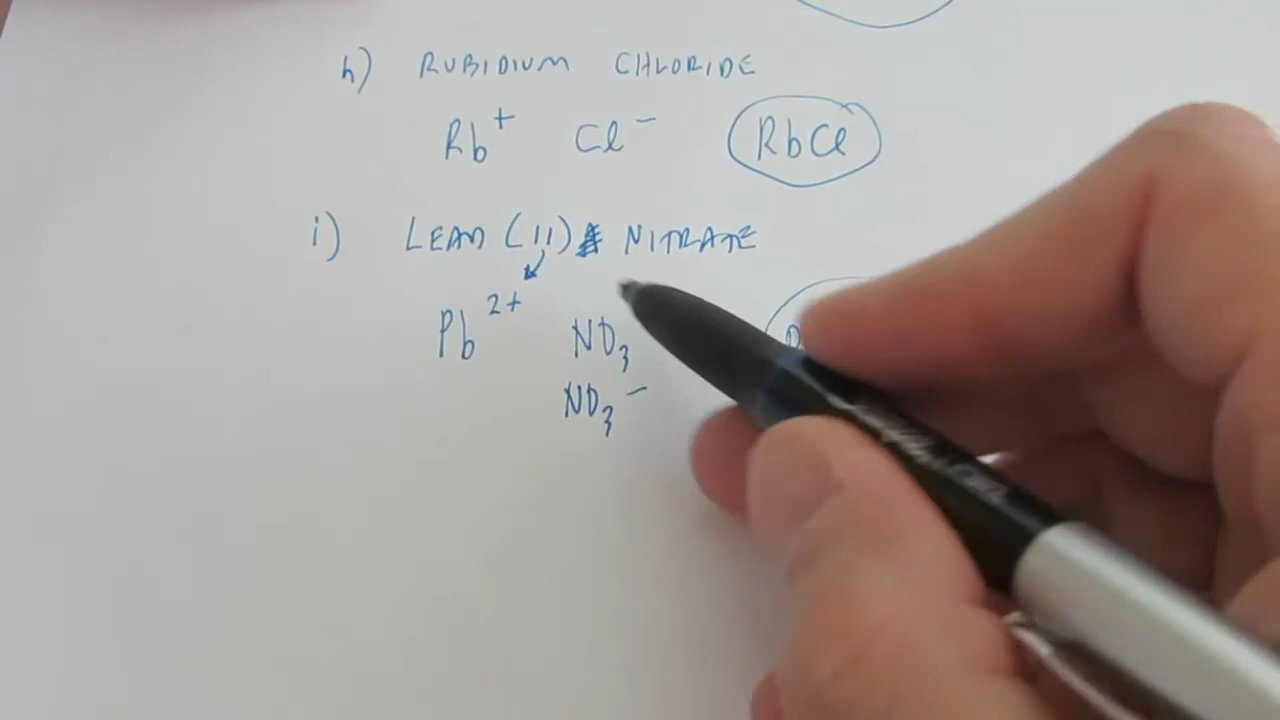 h) RUBIDIUM CHLORIDE
Rb⁺ Cl⁻ RbCl
i) LEAD (II) NITRATE
Pb²⁺ NO₃
NO₃⁻